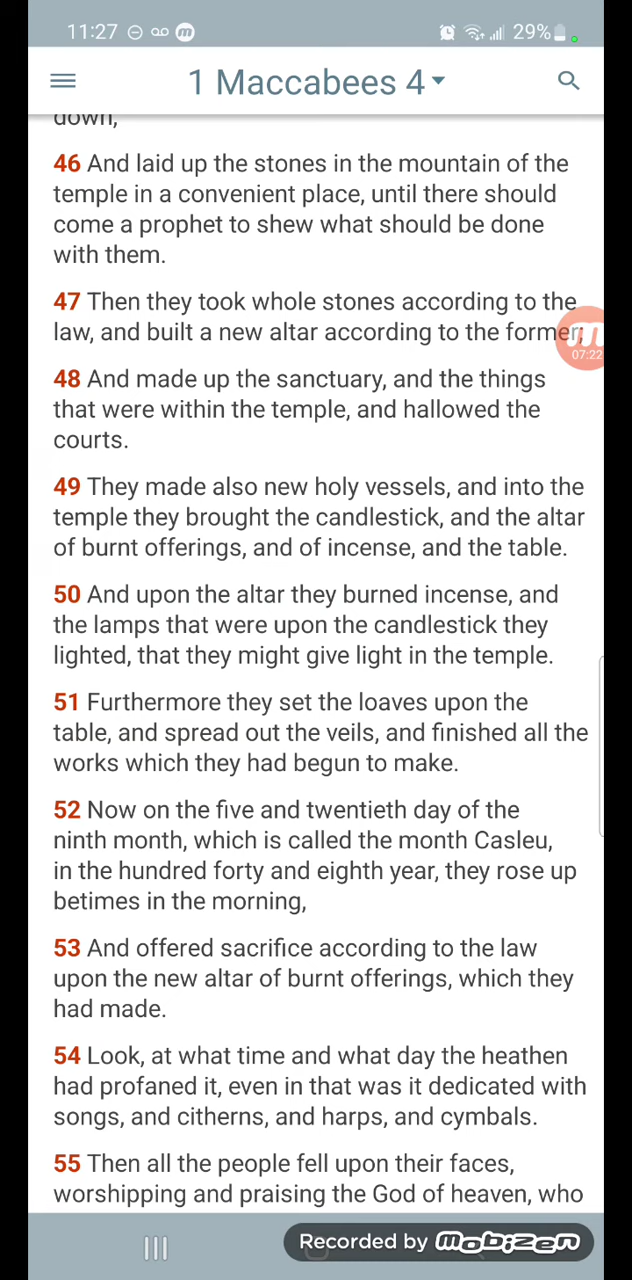 11:27 29%
1 Maccabees 4
down,
46 And laid up the stones in the mountain of the
temple in a convenient place, until there should
come a prophet to shew what should be done
with them.
47 Then they took whole stones according to the
law, and built a new altar according to the former;
07:22
48 And made up the sanctuary, and the things
that were within the temple, and hallowed the
courts.
49 They made also new holy vessels, and into the
temple they brought the candlestick, and the altar
of burnt offerings, and of incense, and the table.
50 And upon the altar they burned incense, and
the lamps that were upon the candlestick they
lighted, that they might give light in the temple.
51 Furthermore they set the loaves upon the
table, and spread out the veils, and finished all the
works which they had begun to make.
52 Now on the five and twentieth day of the
ninth month, which is called the month Casleu,
in the hundred forty and eighth year, they rose up
betimes in the morning,
53 And offered sacrifice according to the law
upon the new altar of burnt offerings, which they
had made.
54 Look, at what time and what day the heathen
had profaned it, even in that was it dedicated with
songs, and citherns, and harps, and cymbals.
55 Then all the people fell upon their faces,
worshipping and praising the God of heaven, who
Recorded by mobizen